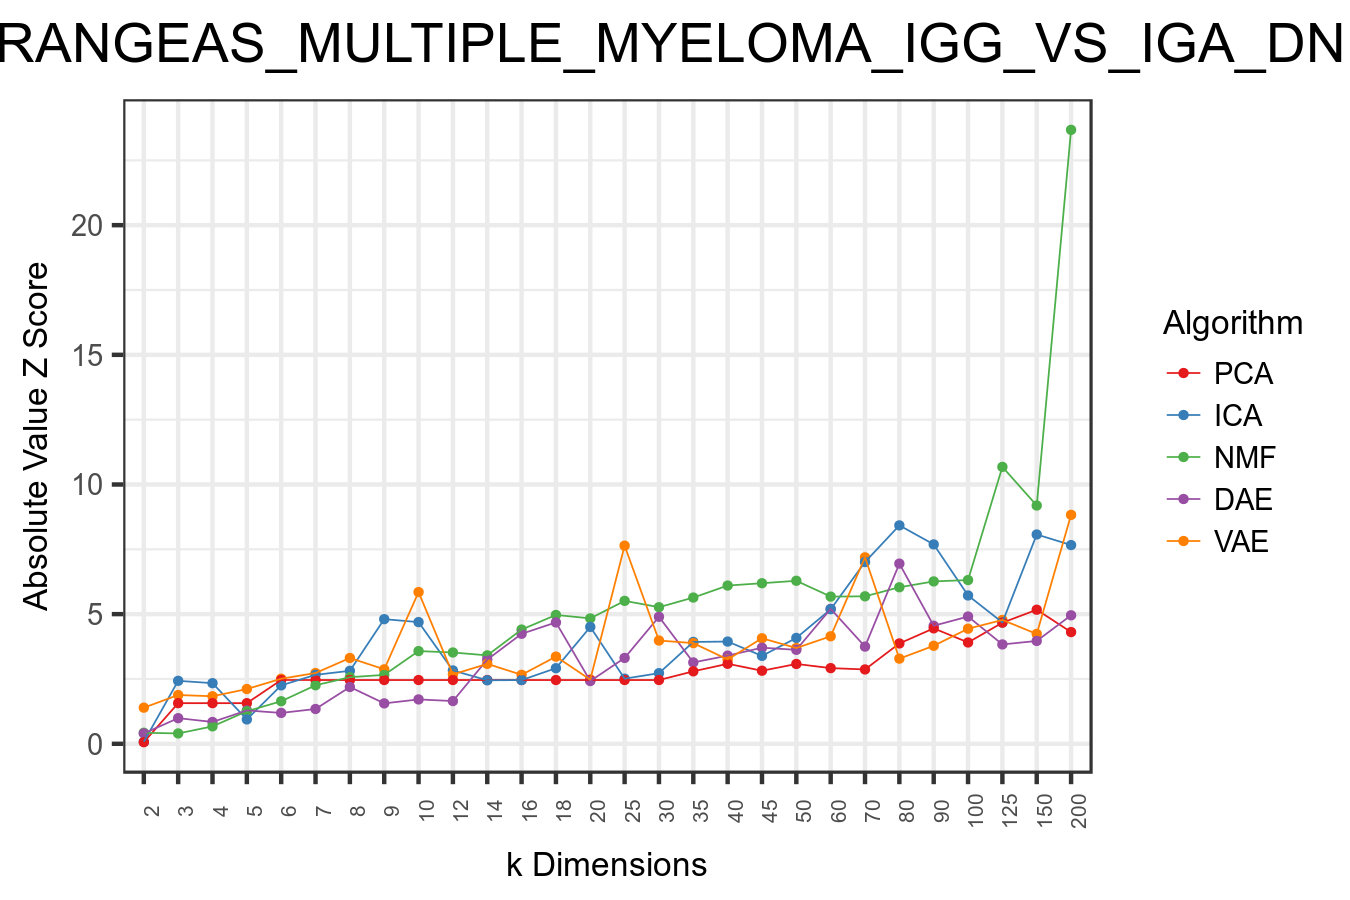 RANGEAS_MULTIPLE_MYELOMA_IGG_VS_IGA_DN
Absolute Value Z Score
20
15
10
5
0
2 3 4 5 6 7 8 9 10 12 14 16 18 20 25 30 35 40 45 50 60 70 80 90 100 125 150 200
k Dimensions
Algorithm
PCA
ICA
NMF
DAE
VAE